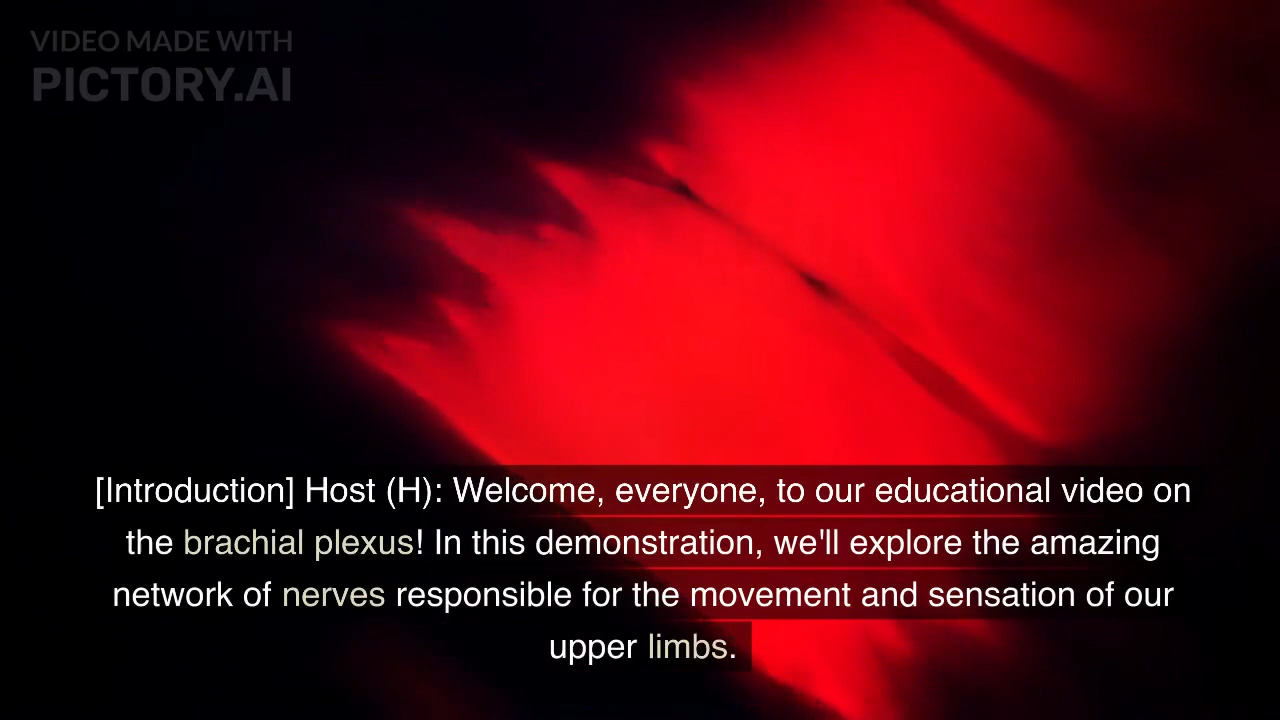 VIDEO MADE WITH
PICTORY.AI
[Introduction] Host (H): Welcome, everyone, to our educational video on
the brachial plexus! In this demonstration, we'll explore the amazing
network of nerves responsible for the movement and sensation of our
upper limbs.